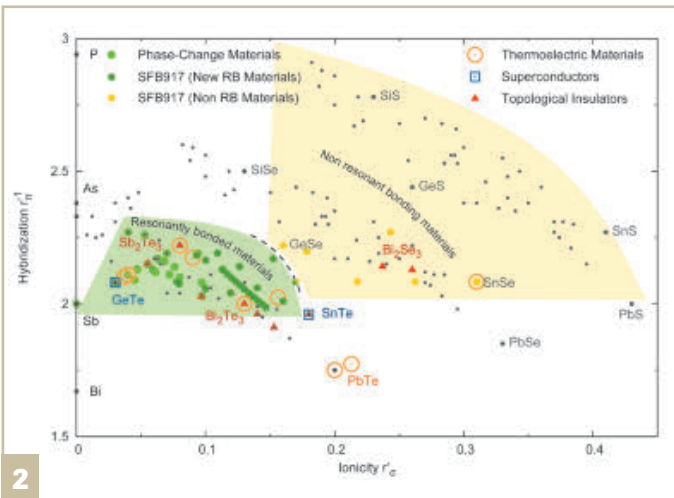 3
P
Phase-Change Materials
SFB917 (New RB Materials)
SFB917 (Non RB Materials)
Thermoelectric Materials
Superconductors
Topological Insulators
SiS
2.5
SiSe
GeS
As
Non resonant bonding materials
Resonantly bonded materials
SnS
Sb2Te3
GeSe
Bi2Se3
GeTe
SnSe
2
Sb
Bi2Te3
SnTe
PbS
PbSe
PbTe
Bi
1.5
0
0.1
0.2
0.3
0.4
Hybridization rπ⁻¹
Ionicity r'σ
2